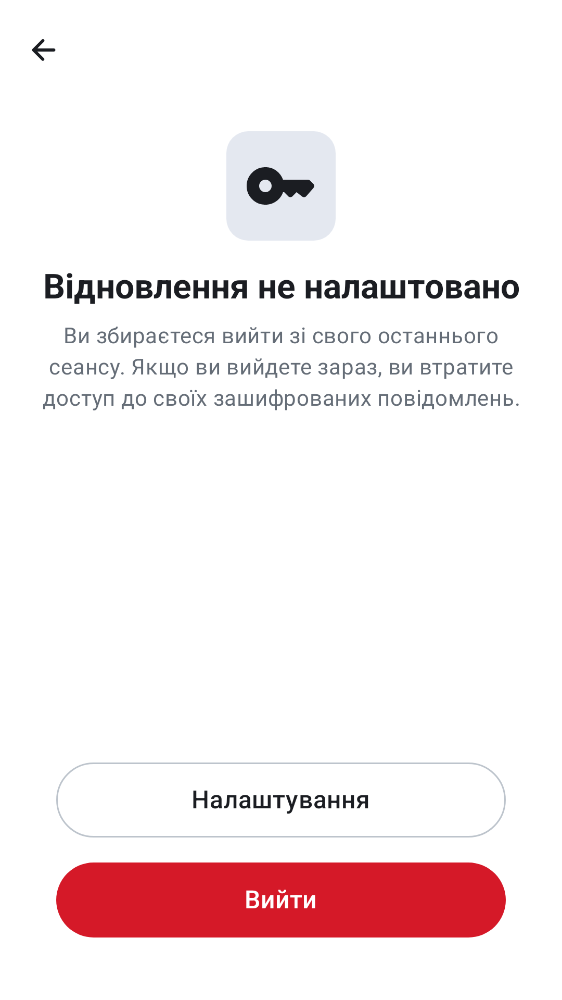 Відновлення не налаштовано
Ви збираєтеся вийти зі свого останнього
сеансу. Якщо ви вийдете зараз, ви втратите
доступ до своїх зашифрованих повідомлень.
Налаштування
Вийти